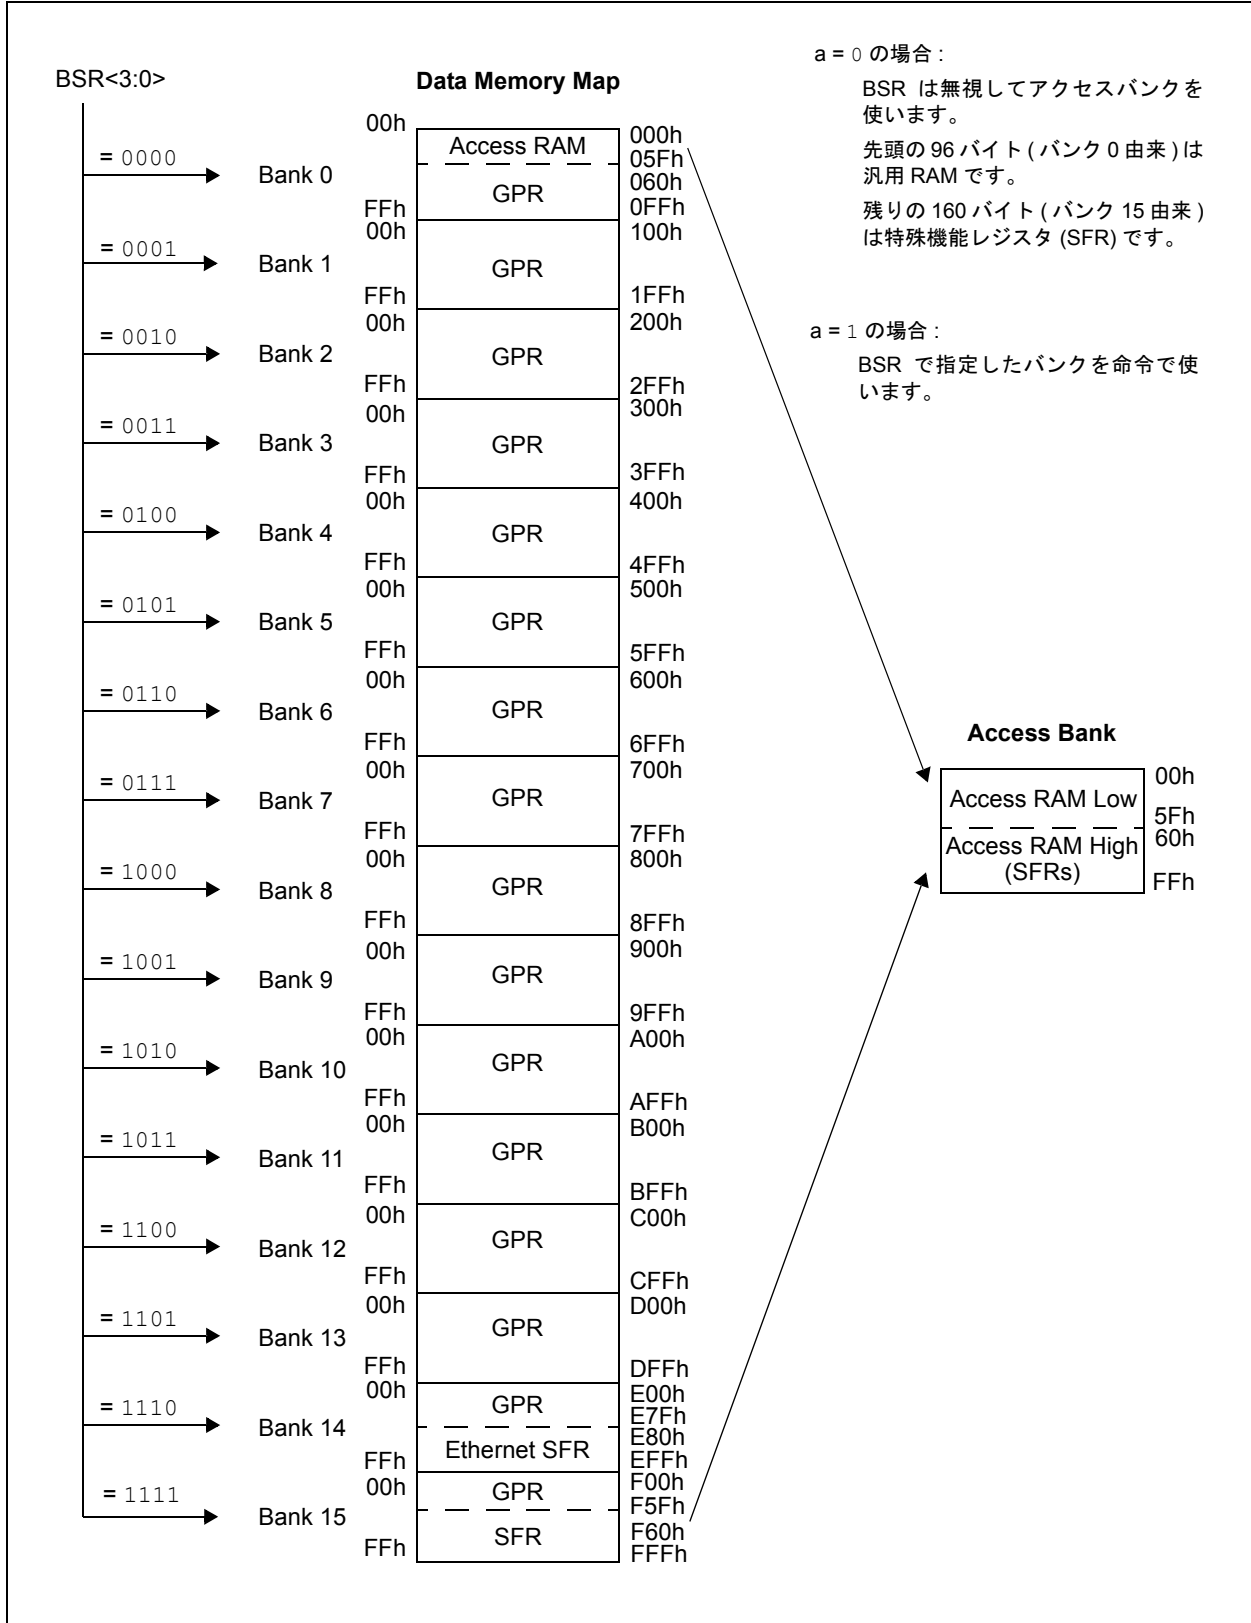 BSR<3:0>
Data Memory Map
a = 0 の場合 :
BSR は無視してアクセスバンクを
使います。
先頭の 96 バイト ( バンク 0 由来 ) は
汎用 RAM です。
残りの 160 バイト ( バンク 15 由来 )
は特殊機能レジスタ (SFR) です。
a = 1 の場合 :
BSR で指定したバンクを命令で使
います。
= 0000
Bank 0
00h
Access RAM
000h
05Fh
GPR
060h
FFh
0FFh
= 0001
Bank 1
00h
GPR
100h
FFh
1FFh
= 0010
Bank 2
00h
GPR
200h
FFh
2FFh
= 0011
Bank 3
00h
GPR
300h
FFh
3FFh
= 0100
Bank 4
00h
GPR
400h
FFh
4FFh
= 0101
Bank 5
00h
GPR
500h
FFh
5FFh
= 0110
Bank 6
00h
GPR
600h
FFh
6FFh
= 0111
Bank 7
00h
GPR
700h
FFh
7FFh
= 1000
Bank 8
00h
GPR
800h
FFh
8FFh
= 1001
Bank 9
00h
GPR
900h
FFh
9FFh
= 1010
Bank 10
00h
GPR
A00h
FFh
AFFh
= 1011
Bank 11
00h
GPR
B00h
FFh
BFFh
= 1100
Bank 12
00h
GPR
C00h
FFh
CFFh
= 1101
Bank 13
00h
GPR
D00h
FFh
DFFh
= 1110
Bank 14
00h
GPR
E00h
E7Fh
Ethernet SFR
E80h
FFh
EFFh
= 1111
Bank 15
00h
GPR
F00h
F5Fh
SFR
F60h
FFh
FFFh
Access Bank
Access RAM Low
00h
5Fh
Access RAM High
(SFRs)
60h
FFh